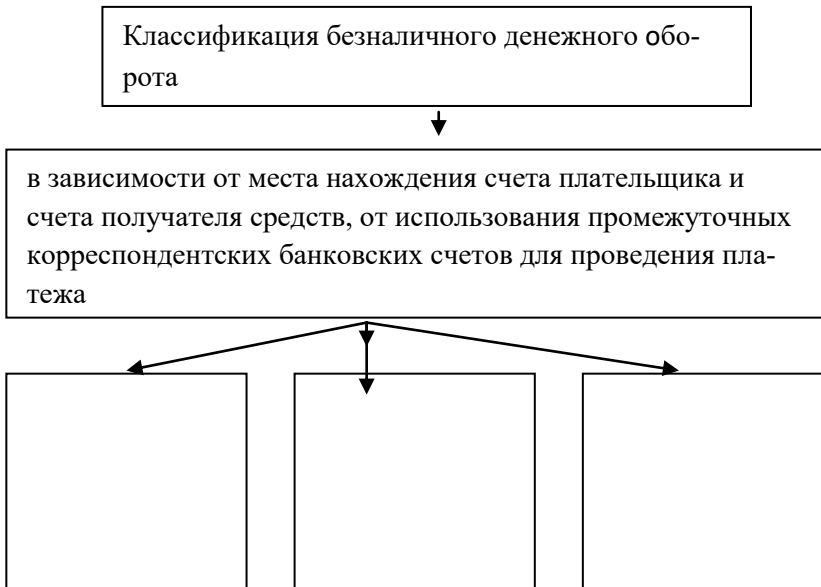 Классификация безналичного денежного обо-
рота
в зависимости от места нахождения счета плательщика и
счета получателя средств, от использования промежуточных
корреспондентских банковских счетов для проведения пла-
тежа